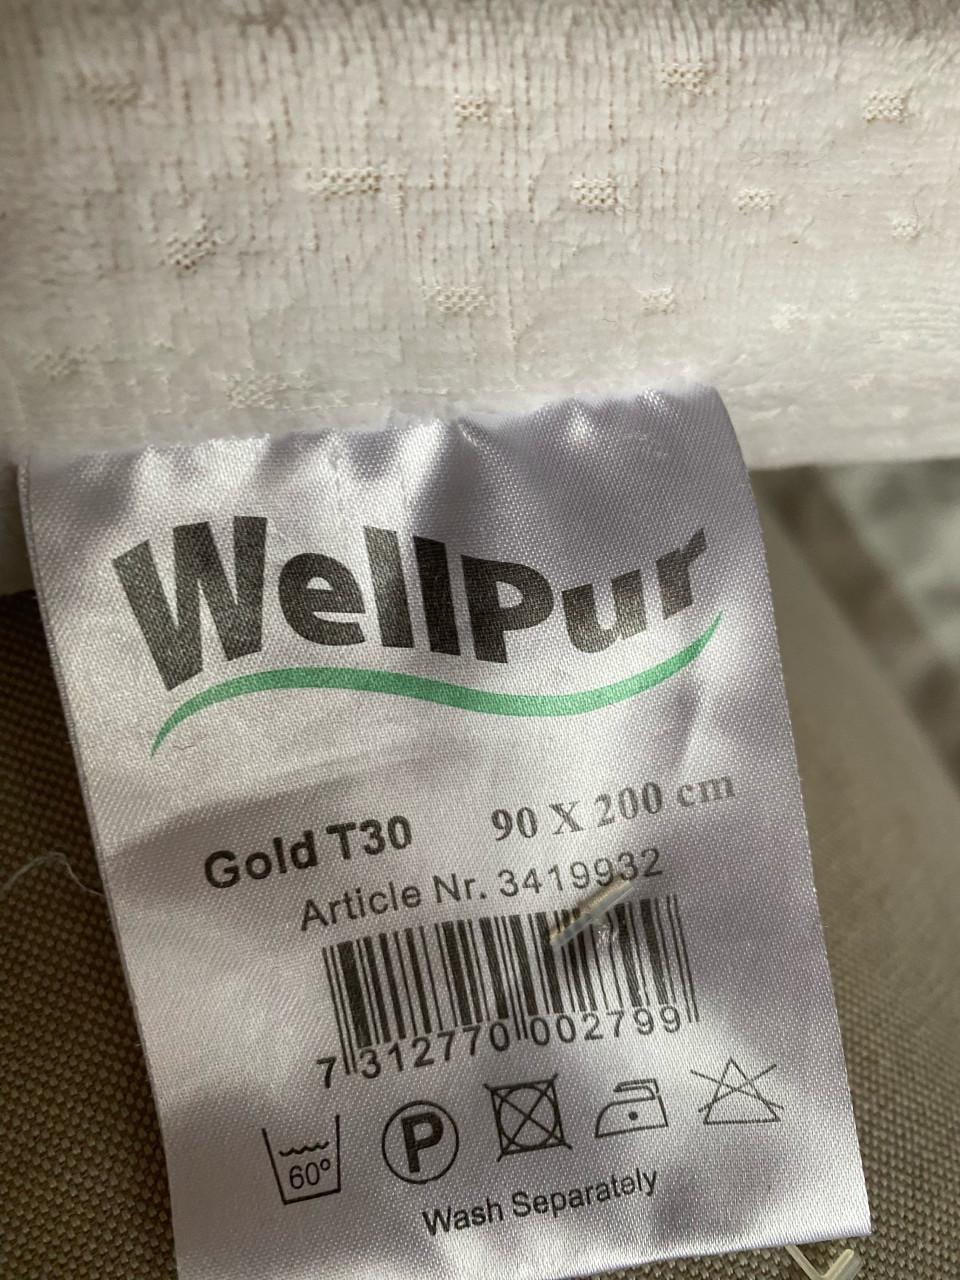 WellPur
Gold T30 90 X 200 cm
Article Nr. 3419932
7 312770 002799
60° P
Wash Separately